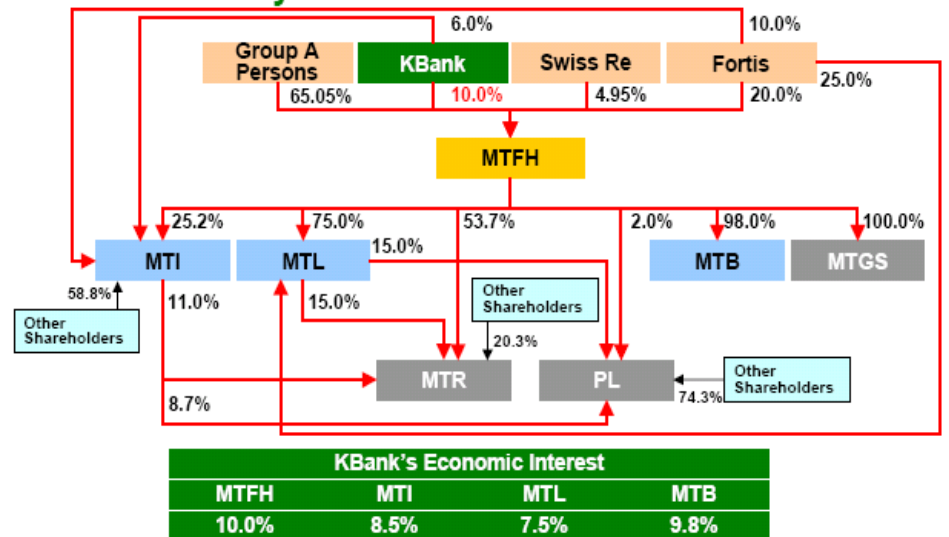 6.0%
10.0%
Group A
Persons
KBank
Swiss Re
Fortis
25.0%
65.05%
10.0%
4.95%
20.0%
MTFH
25.2%
75.0%
53.7%
2.0%
98.0%
100.0%
MTI
MTL
15.0%
MTB
MTGS
58.8%
11.0%
15.0%
Other
Shareholders
Other
Shareholders
20.3%
MTR
PL
Other
Shareholders
74.3%
8.7%
KBank's Economic Interest
MTFH MTI MTL MTB
10.0% 8.5% 7.5% 9.8%